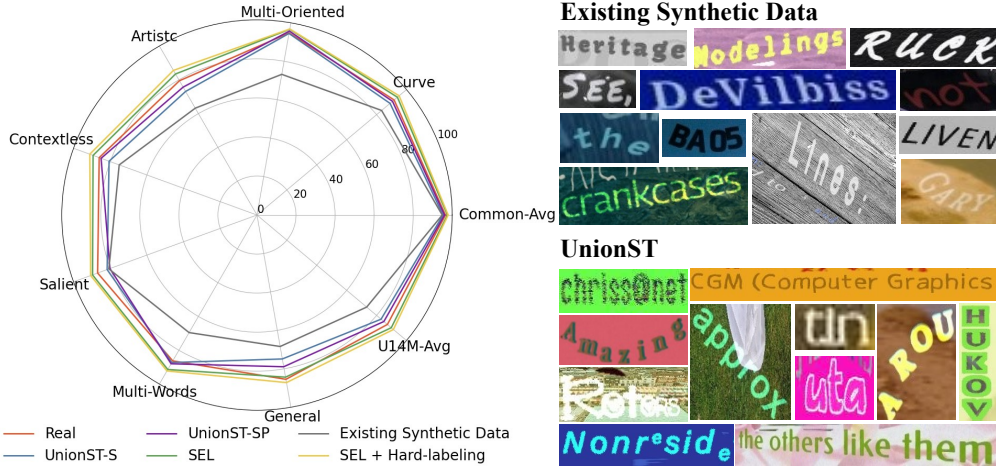 Multi-Oriented
Artistc
Curve
Contextless
100
80
60
40
20
0
Common-Avg
Salient
U14M-Avg
Multi-Words
General
Real
UnionST-S
UnionST-SP
SEL
Existing Synthetic Data
SEL + Hard-labeling
Existing Synthetic Data
Heritage
Modelings
RUCK
SEE,
DeVilbiss
not
the
BA05
Lines:
LIVEN
crankcases
GARY
UnionST
chriss@net
CGM (Computer Graphics
Amazing
approx
un
AROU
HUKOV
Rotors
uta
Nonreside
the others like them